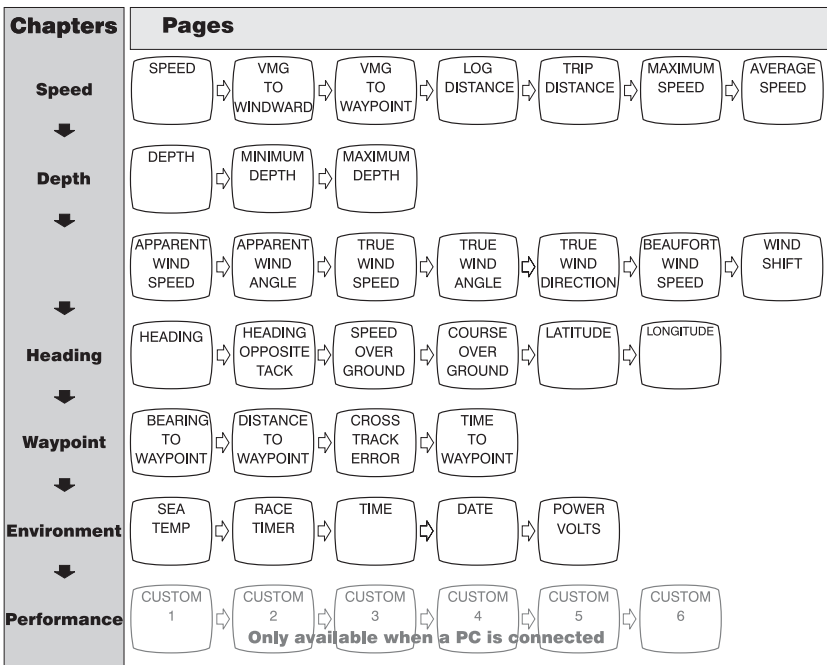 Chapters
Pages
Speed
SPEED
VMG
TO
WINDWARD
VMG
TO
WAYPOINT
LOG
DISTANCE
TRIP
DISTANCE
MAXIMUM
SPEED
AVERAGE
SPEED
Depth
DEPTH
MINIMUM
DEPTH
MAXIMUM
DEPTH
APPARENT
WIND
SPEED
APPARENT
WIND
ANGLE
TRUE
WIND
SPEED
TRUE
WIND
ANGLE
TRUE
WIND
DIRECTION
BEAUFORT
WIND
SPEED
WIND
SHIFT
Heading
HEADING
HEADING
OPPOSITE
TACK
SPEED
OVER
GROUND
COURSE
OVER
GROUND
LATITUDE
LONGITUDE
Waypoint
BEARING
TO
WAYPOINT
DISTANCE
TO
WAYPOINT
CROSS
TRACK
ERROR
TIME
TO
WAYPOINT
Environment
SEA
TEMP
RACE
TIMER
TIME
DATE
POWER
VOLTS
Performance
CUSTOM
1
CUSTOM
2
CUSTOM
3
CUSTOM
4
CUSTOM
5
CUSTOM
6
Only available when a PC is connected